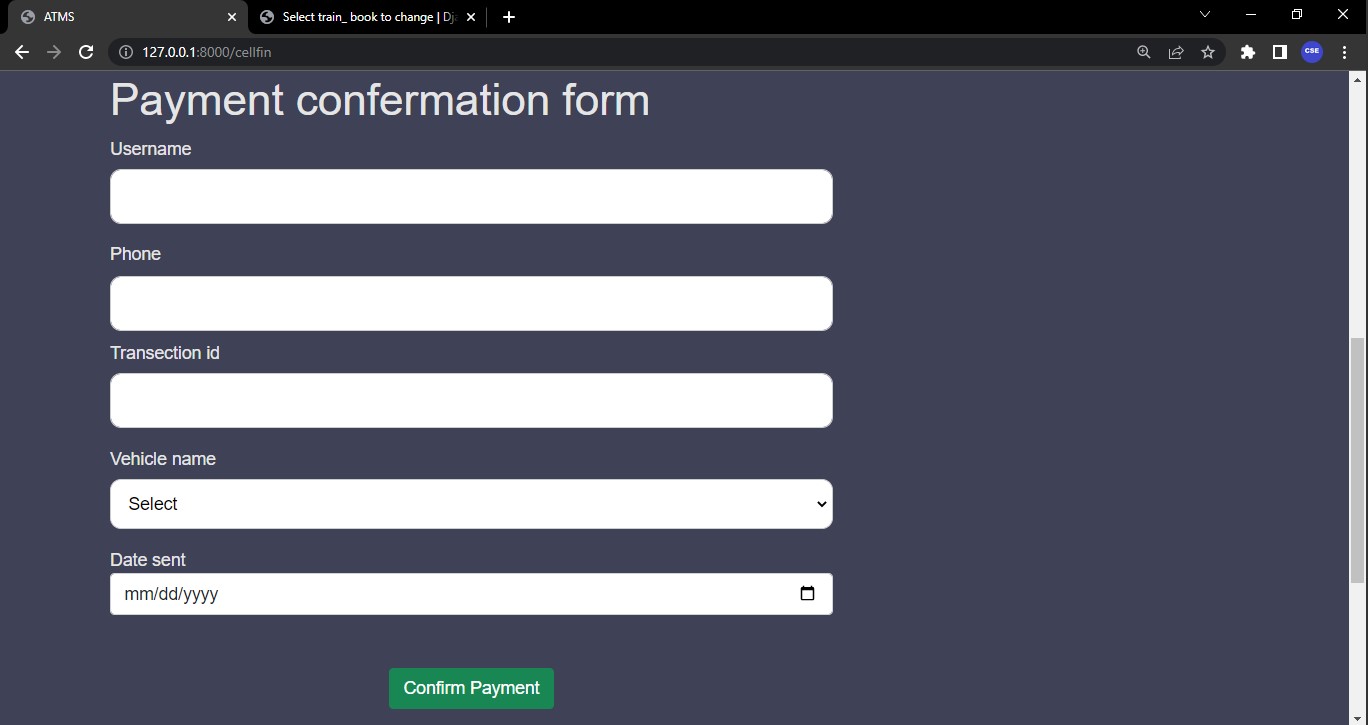 ATMS
Select train_ book to change | Dj
127.0.0.1:8000/cellfin
CSE
Payment confermation form
Username
Phone
Transection id
Vehicle name
Select
Date sent
mm/dd/yyyy
Confirm Payment